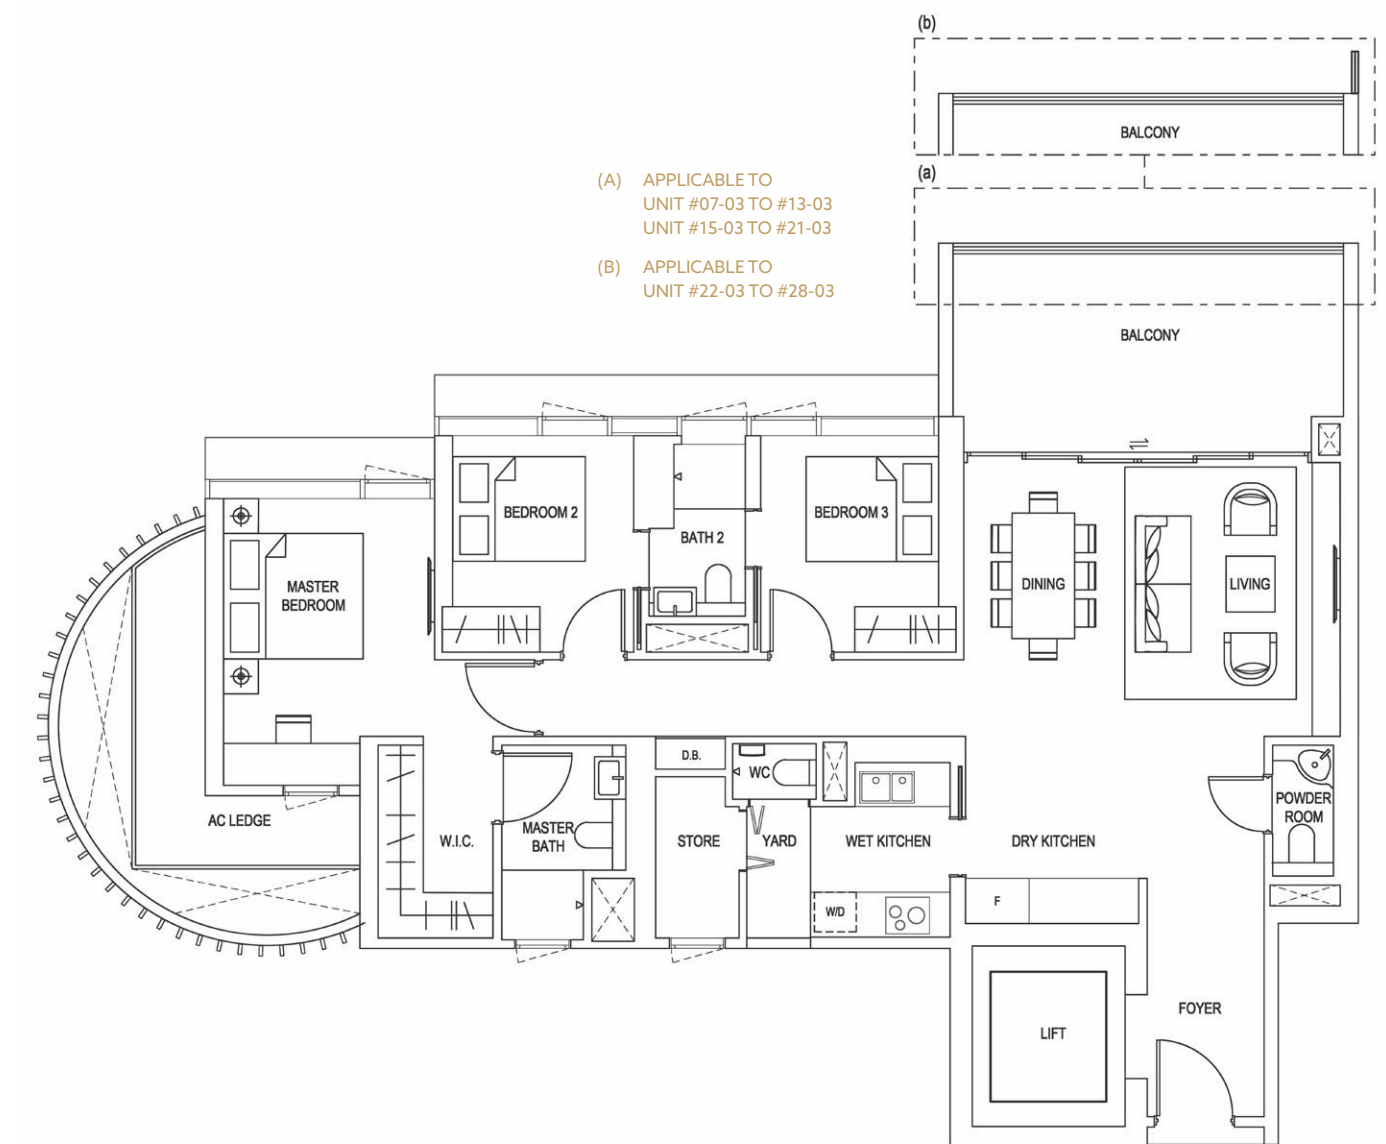 (b)
BALCONY
(a)
(A) APPLICABLE TO
UNIT #07-03 TO #13-03
UNIT #15-03 TO #21-03
(B) APPLICABLE TO
UNIT #22-03 TO #28-03
BALCONY
BEDROOM 2
BATH 2
BEDROOM 3
MASTER
BEDROOM
DINING
LIVING
D.B.
WC
POWDER
ROOM
AC LEDGE
W.I.C.
MASTER
BATH
STORE
YARD
WET KITCHEN
DRY KITCHEN
W/D
F
FOYER
LIFT